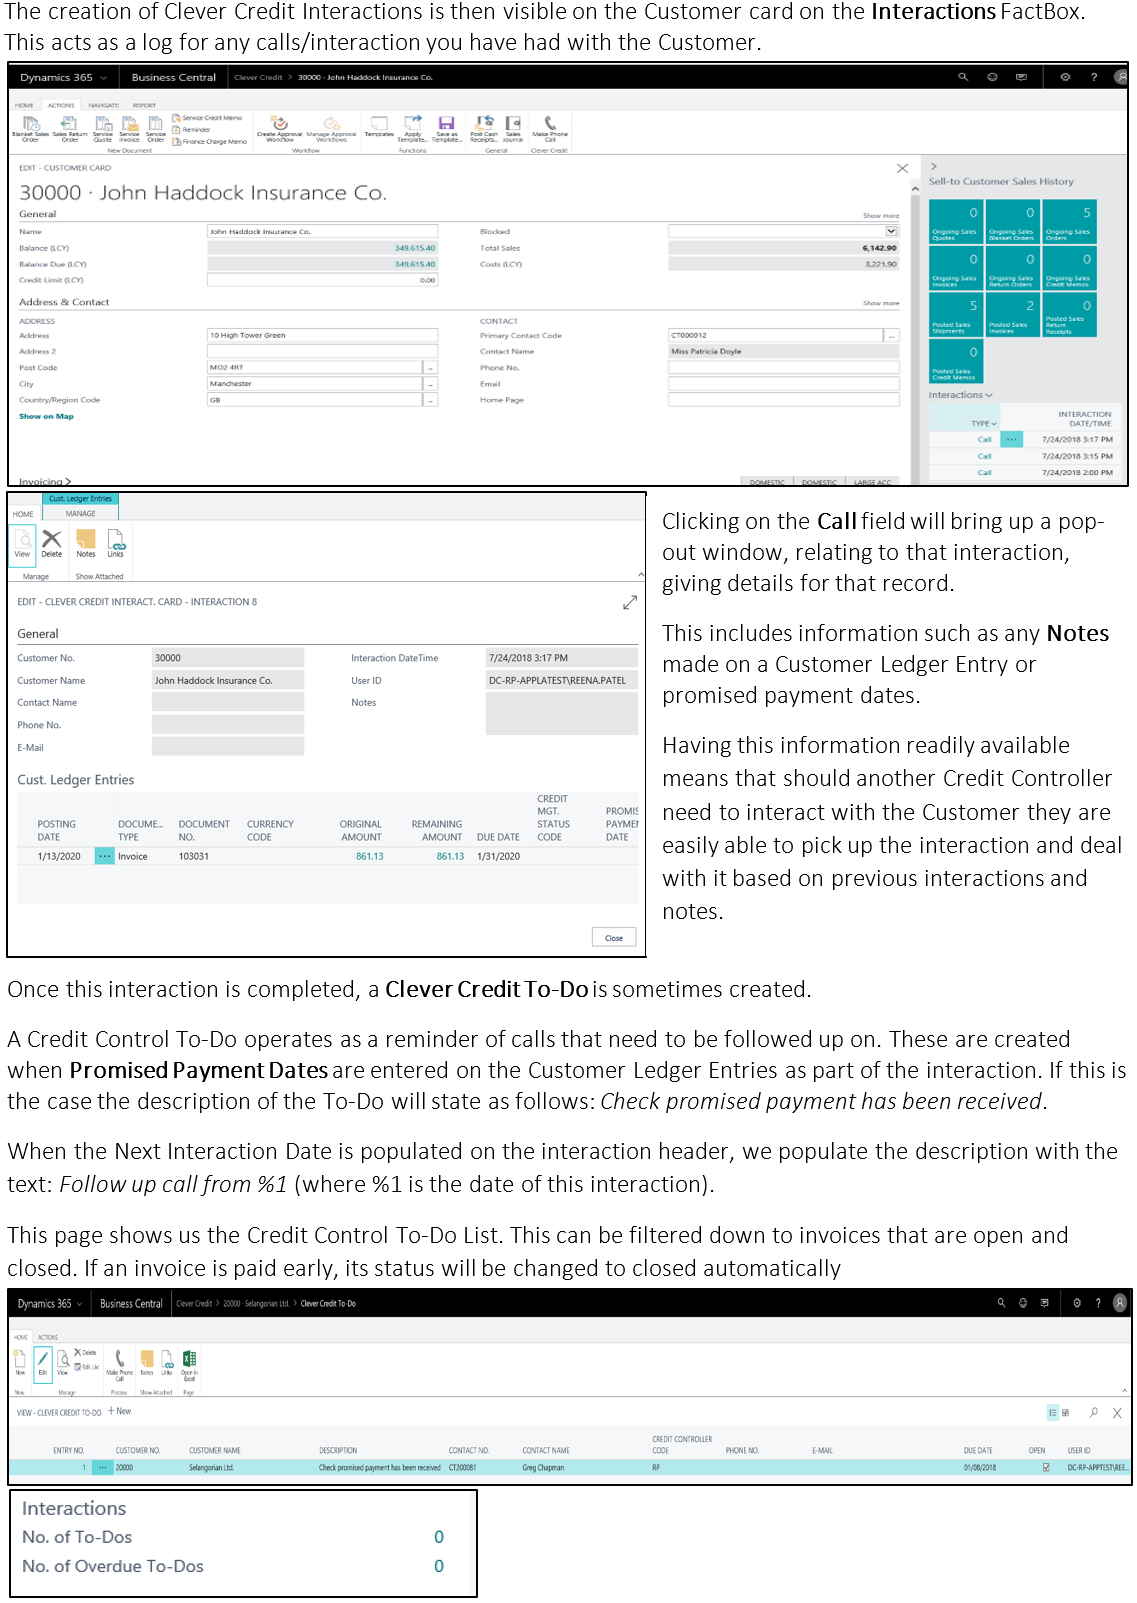 The creation of Clever Credit Interactions is then visible on the Customer card on the Interactions FactBox.
This acts as a log for any calls/interaction you have had with the Customer.
Dynamics 365 Business Central Clever Credit > 30000 · John Haddock Insurance Co. ?
HOME ACTIONS NAVIGATE REPORT
Blanket Sales Order Sales Return Order Service Quote Service Invoice Service Order Service Credit Memo Reminder Finance Charge Memo Create Approval Workflow Manage Approval Workflows Templates Apply Template... Save as Template... Post Cash Receipts... Sales Journal Make Phone Call
New Document Workflow Functions General Clever Credit
EDIT - CUSTOMER CARD
30000 · John Haddock Insurance Co.
General Show more
Name John Haddock Insurance Co. Blocked
Balance (LCY) 349,615.40 Total Sales 6,142.90
Balance Due (LCY) 349,615.40 Costs (LCY) 3,221.90
Credit Limit (LCY) 0.00
Address & Contact Show more
ADDRESS CONTACT
Address 10 High Tower Green Primary Contact Code CT000012 ...
Address 2 Contact Name Miss Patricia Doyle
Post Code MO2 4RT ... Phone No.
City Manchester ... Email
Country/Region Code GB ... Home Page
Show on Map
Invoicing > DOMESTIC DOMESTIC LARGE ACC
Sell-to Customer Sales History
0 0 5
Ongoing Sales Quotes Ongoing Sales Blanket Orders Ongoing Sales Orders
0 0 0
Ongoing Sales Invoices Ongoing Sales Return Orders Ongoing Sales Credit Memos
5 2 0
Posted Sales Shipments Posted Sales Invoices Posted Sales Return Receipts
0
Posted Sales Credit Memos
Interactions
TYPE INTERACTION DATE/TIME
Call ... 7/24/2018 3:17 PM
Call 7/24/2018 3:15 PM
Call 7/24/2018 2:00 PM
Cust. Ledger Entries
HOME MANAGE
View Delete Notes Links
Manage Show Attached
EDIT - CLEVER CREDIT INTERACT. CARD - INTERACTION 8
General
Customer No. 30000 Interaction DateTime 7/24/2018 3:17 PM
Customer Name John Haddock Insurance Co. User ID DC-RP-APPLATEST\REENA.PATEL
Contact Name Notes
Phone No.
E-Mail
Cust. Ledger Entries
POSTING DATE DOCUME... TYPE DOCUMENT NO. CURRENCY CODE ORIGINAL AMOUNT REMAINING AMOUNT DUE DATE CREDIT MGT. STATUS CODE PROMIS PAYMEN DATE
1/13/2020 ... Invoice 103031 861.13 861.13 1/31/2020
Close
Clicking on the Call field will bring up a pop-
out window, relating to that interaction,
giving details for that record.
This includes information such as any Notes
made on a Customer Ledger Entry or
promised payment dates.
Having this information readily available
means that should another Credit Controller
need to interact with the Customer they are
easily able to pick up the interaction and deal
with it based on previous interactions and
notes.
Once this interaction is completed, a Clever Credit To-Do is sometimes created.
A Credit Control To-Do operates as a reminder of calls that need to be followed up on. These are created
when Promised Payment Dates are entered on the Customer Ledger Entries as part of the interaction. If this is
the case the description of the To-Do will state as follows: Check promised payment has been received.
When the Next Interaction Date is populated on the interaction header, we populate the description with the
text: Follow up call from %1 (where %1 is the date of this interaction).
This page shows us the Credit Control To-Do List. This can be filtered down to invoices that are open and
closed. If an invoice is paid early, its status will be changed to closed automatically
Dynamics 365 Business Central Clever Credit > 20000 · Selangorian Ltd. > Clever Credit To-Do ?
HOME ACTIONS
New Edit View Delete Edit List Make Phone Call Notes Links Open in Excel
New Manage Process Show Attached Page
VIEW - CLEVER CREDIT TO-DO + New
ENTRY NO. CUSTOMER NO. CUSTOMER NAME DESCRIPTION CONTACT NO. CONTACT NAME CREDIT CONTROLLER CODE PHONE NO. E-MAIL DUE DATE OPEN USER ID
1 ... 20000 Selangorian Ltd. Check promised payment has been received CT200081 Greg Chapman RP 01/08/2018 DC-RP-APPTEST\REE...
Interactions
No. of To-Dos 0
No. of Overdue To-Dos 0